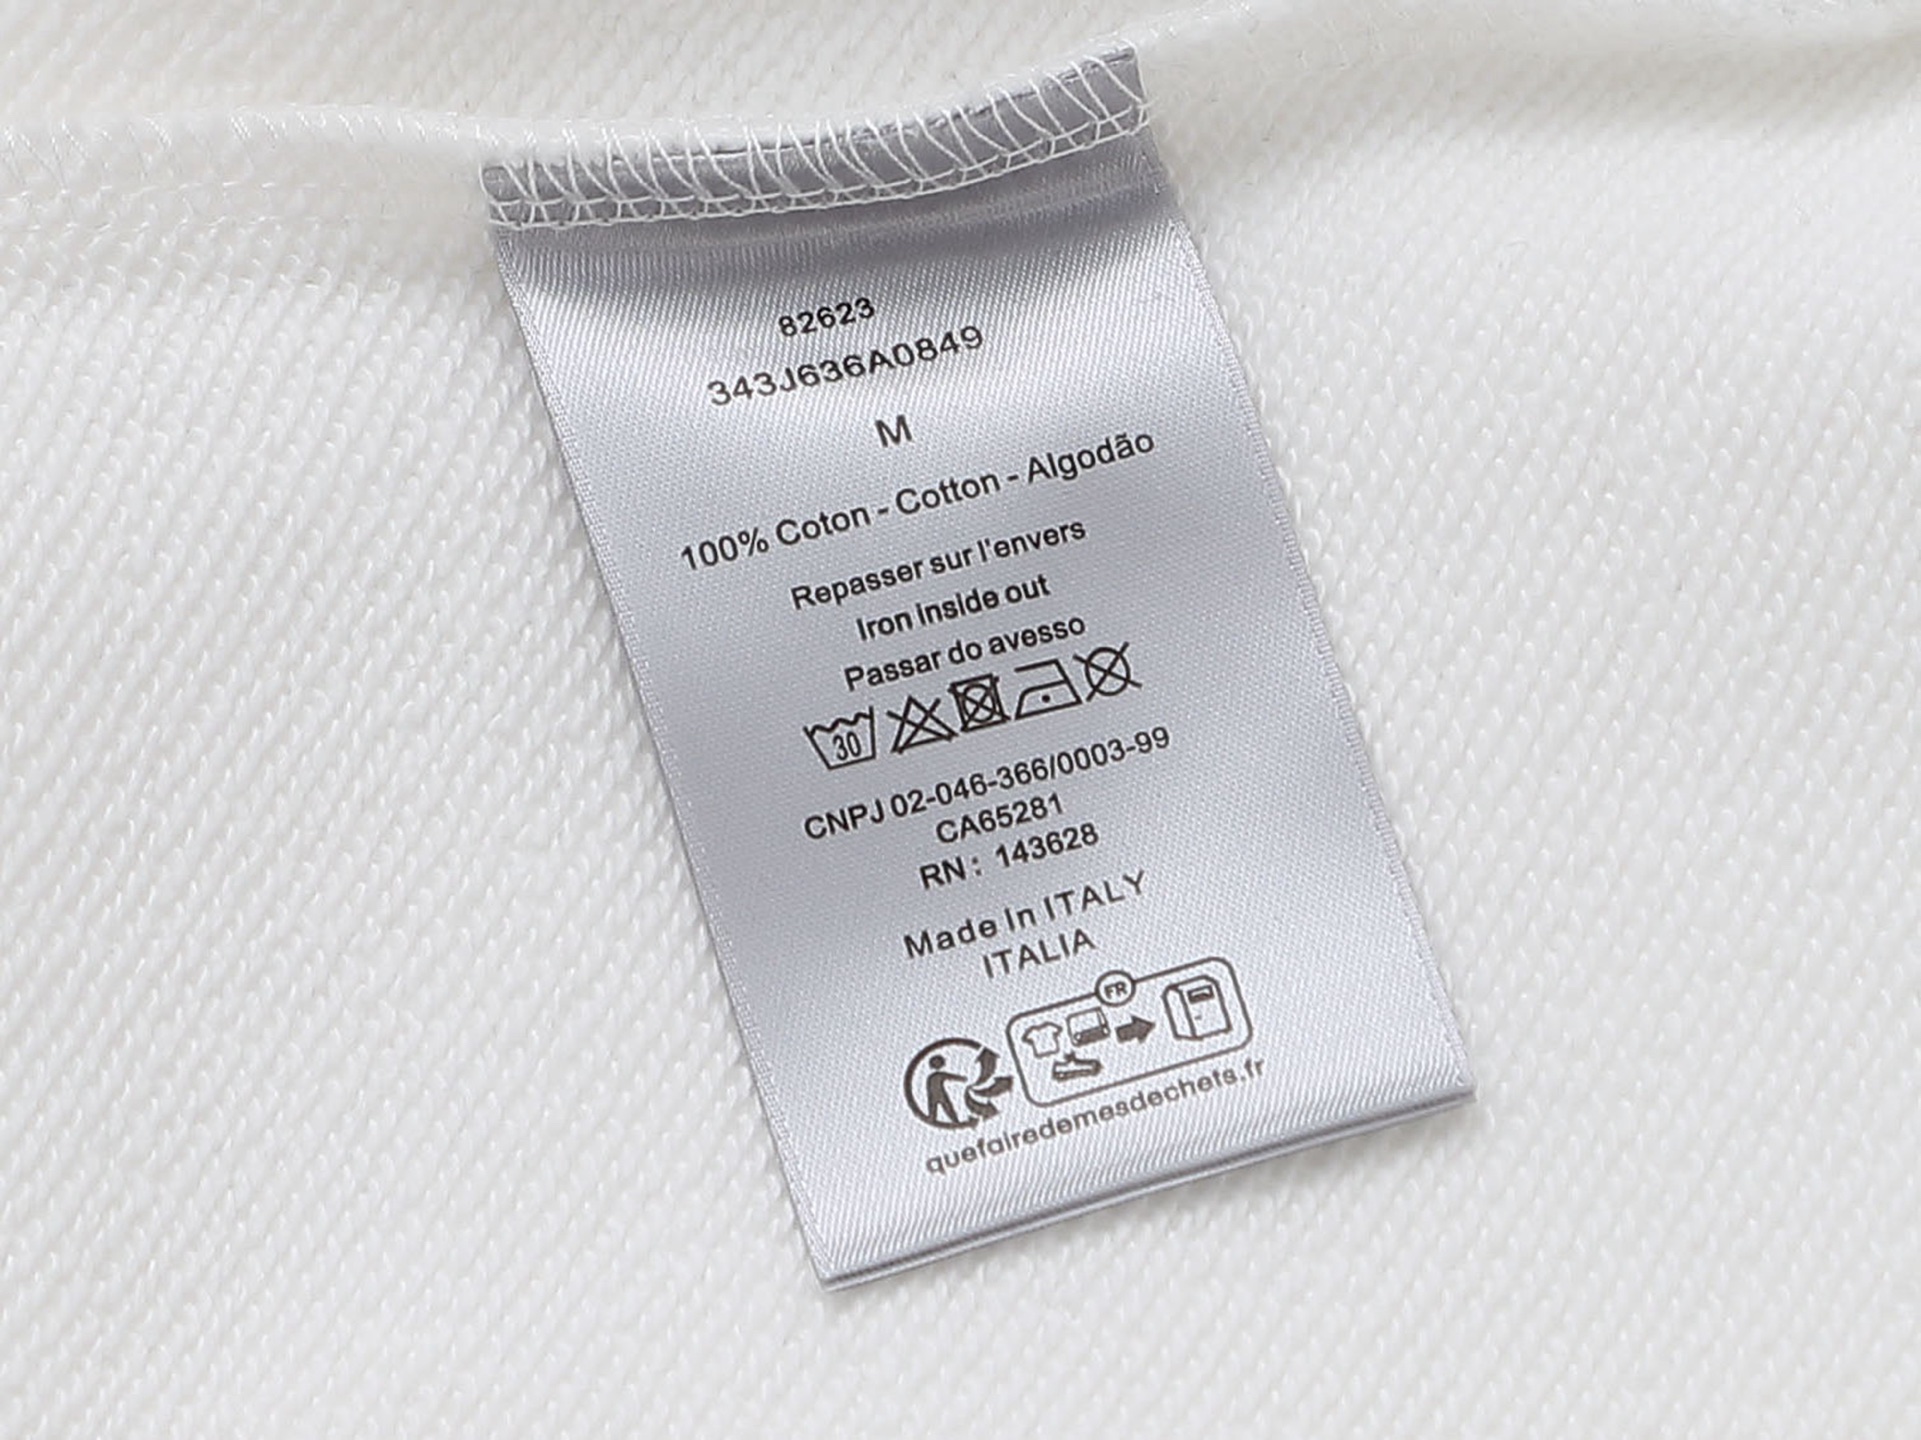 82623
343J636A0849
M
100% Coton - Cotton - Algodão
Repasser sur l'envers
Iron inside out
Passar do avesso
30
CNPJ 02-046-366/0003-99
CA65281
RN: 143628
Made In ITALY
ITALIA
FR
quefairedemesdechets.fr